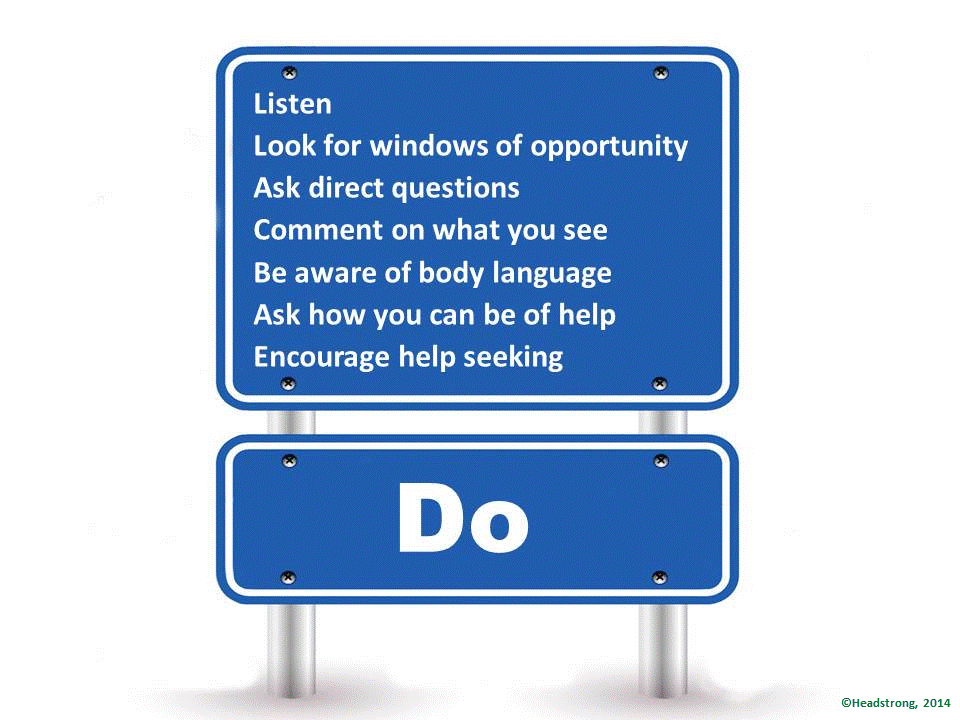 Listen
Look for windows of opportunity
Ask direct questions
Comment on what you see
Be aware of body language
Ask how you can be of help
Encourage help seeking
Do
©Headstrong, 2014